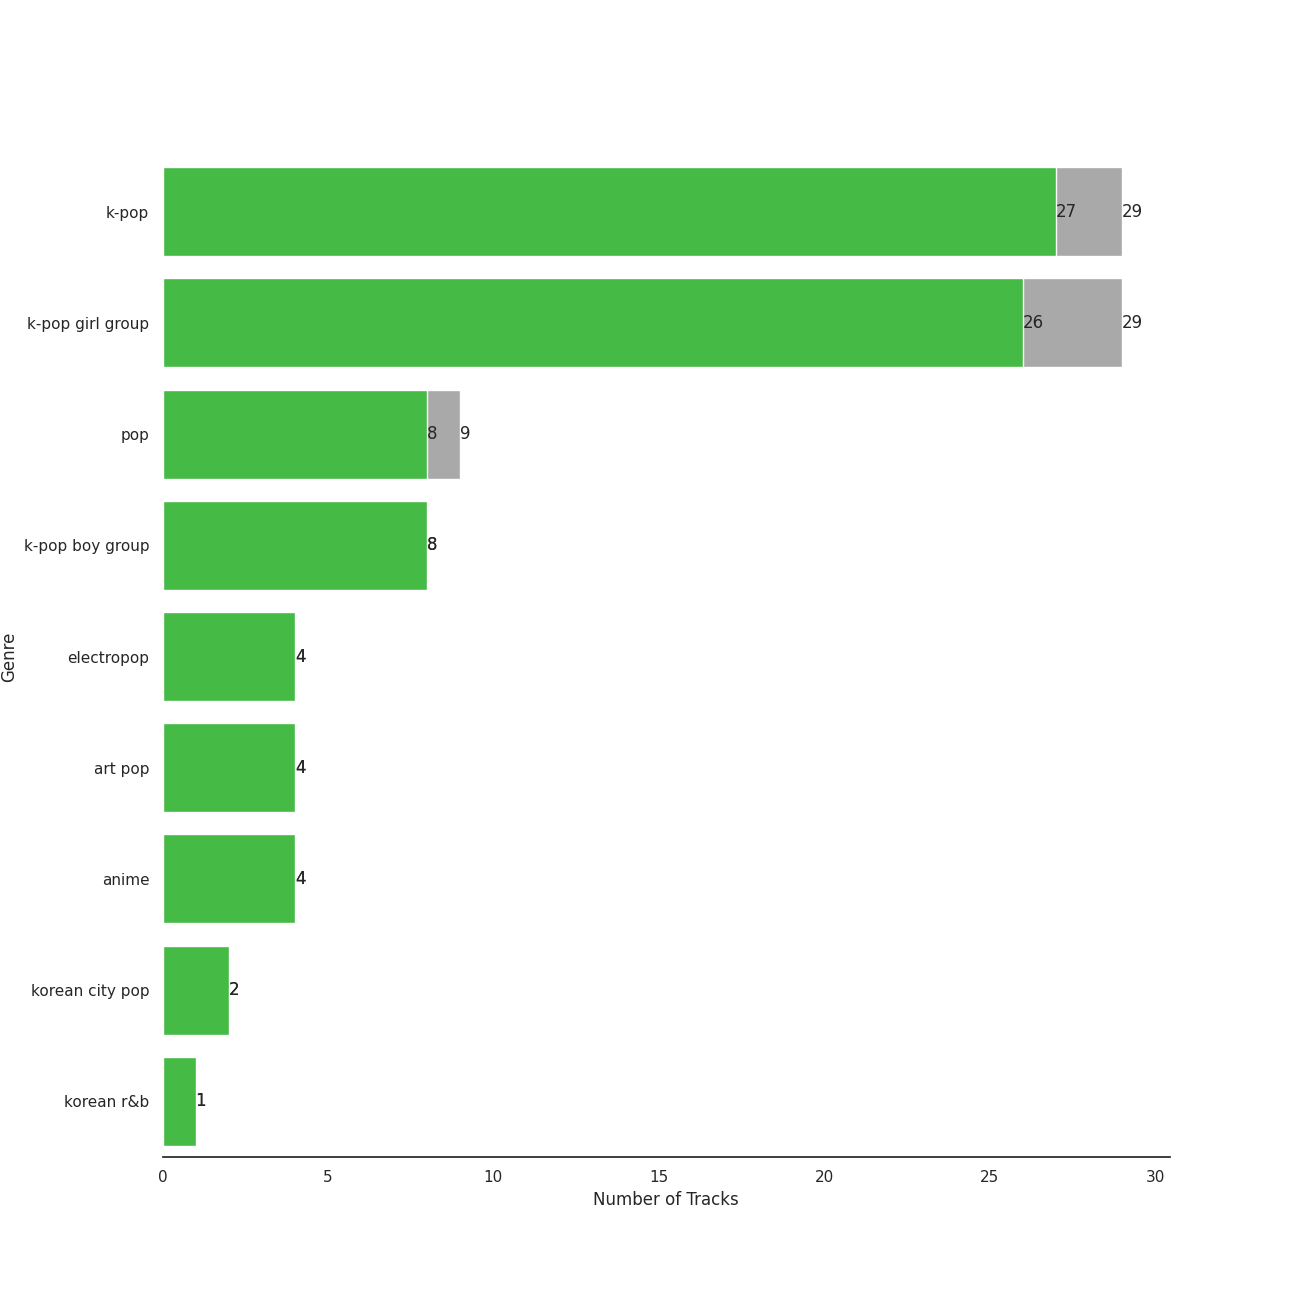 k-pop 27 29
k-pop girl group 26 29
pop 8 9
k-pop boy group 8
electropop 4
Genre
art pop 4
anime 4
korean city pop 2
korean r&b 1
0 5 10 15 20 25 30
Number of Tracks